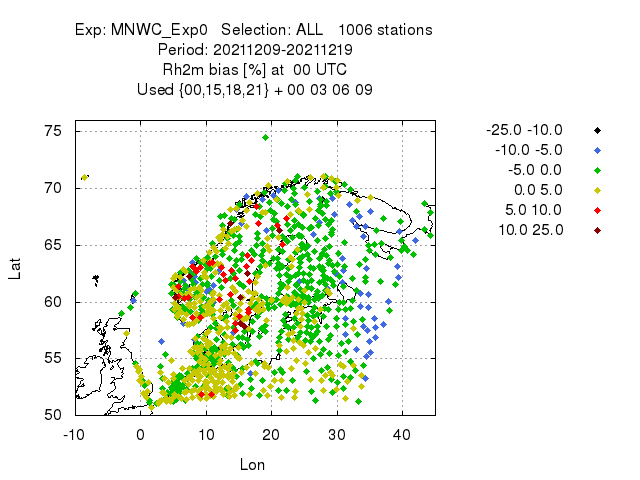 Exp: MNWC_Exp0 Selection: ALL 1006 stations
Period: 20211209-20211219
Rh2m bias [%] at 00 UTC
Used {00,15,18,21} + 00 03 06 09
-25.0 -10.0
-10.0 -5.0
-5.0 0.0
0.0 5.0
5.0 10.0
10.0 25.0
75
70
65
60
55
50
Lat
-10 0 10 20 30 40
Lon